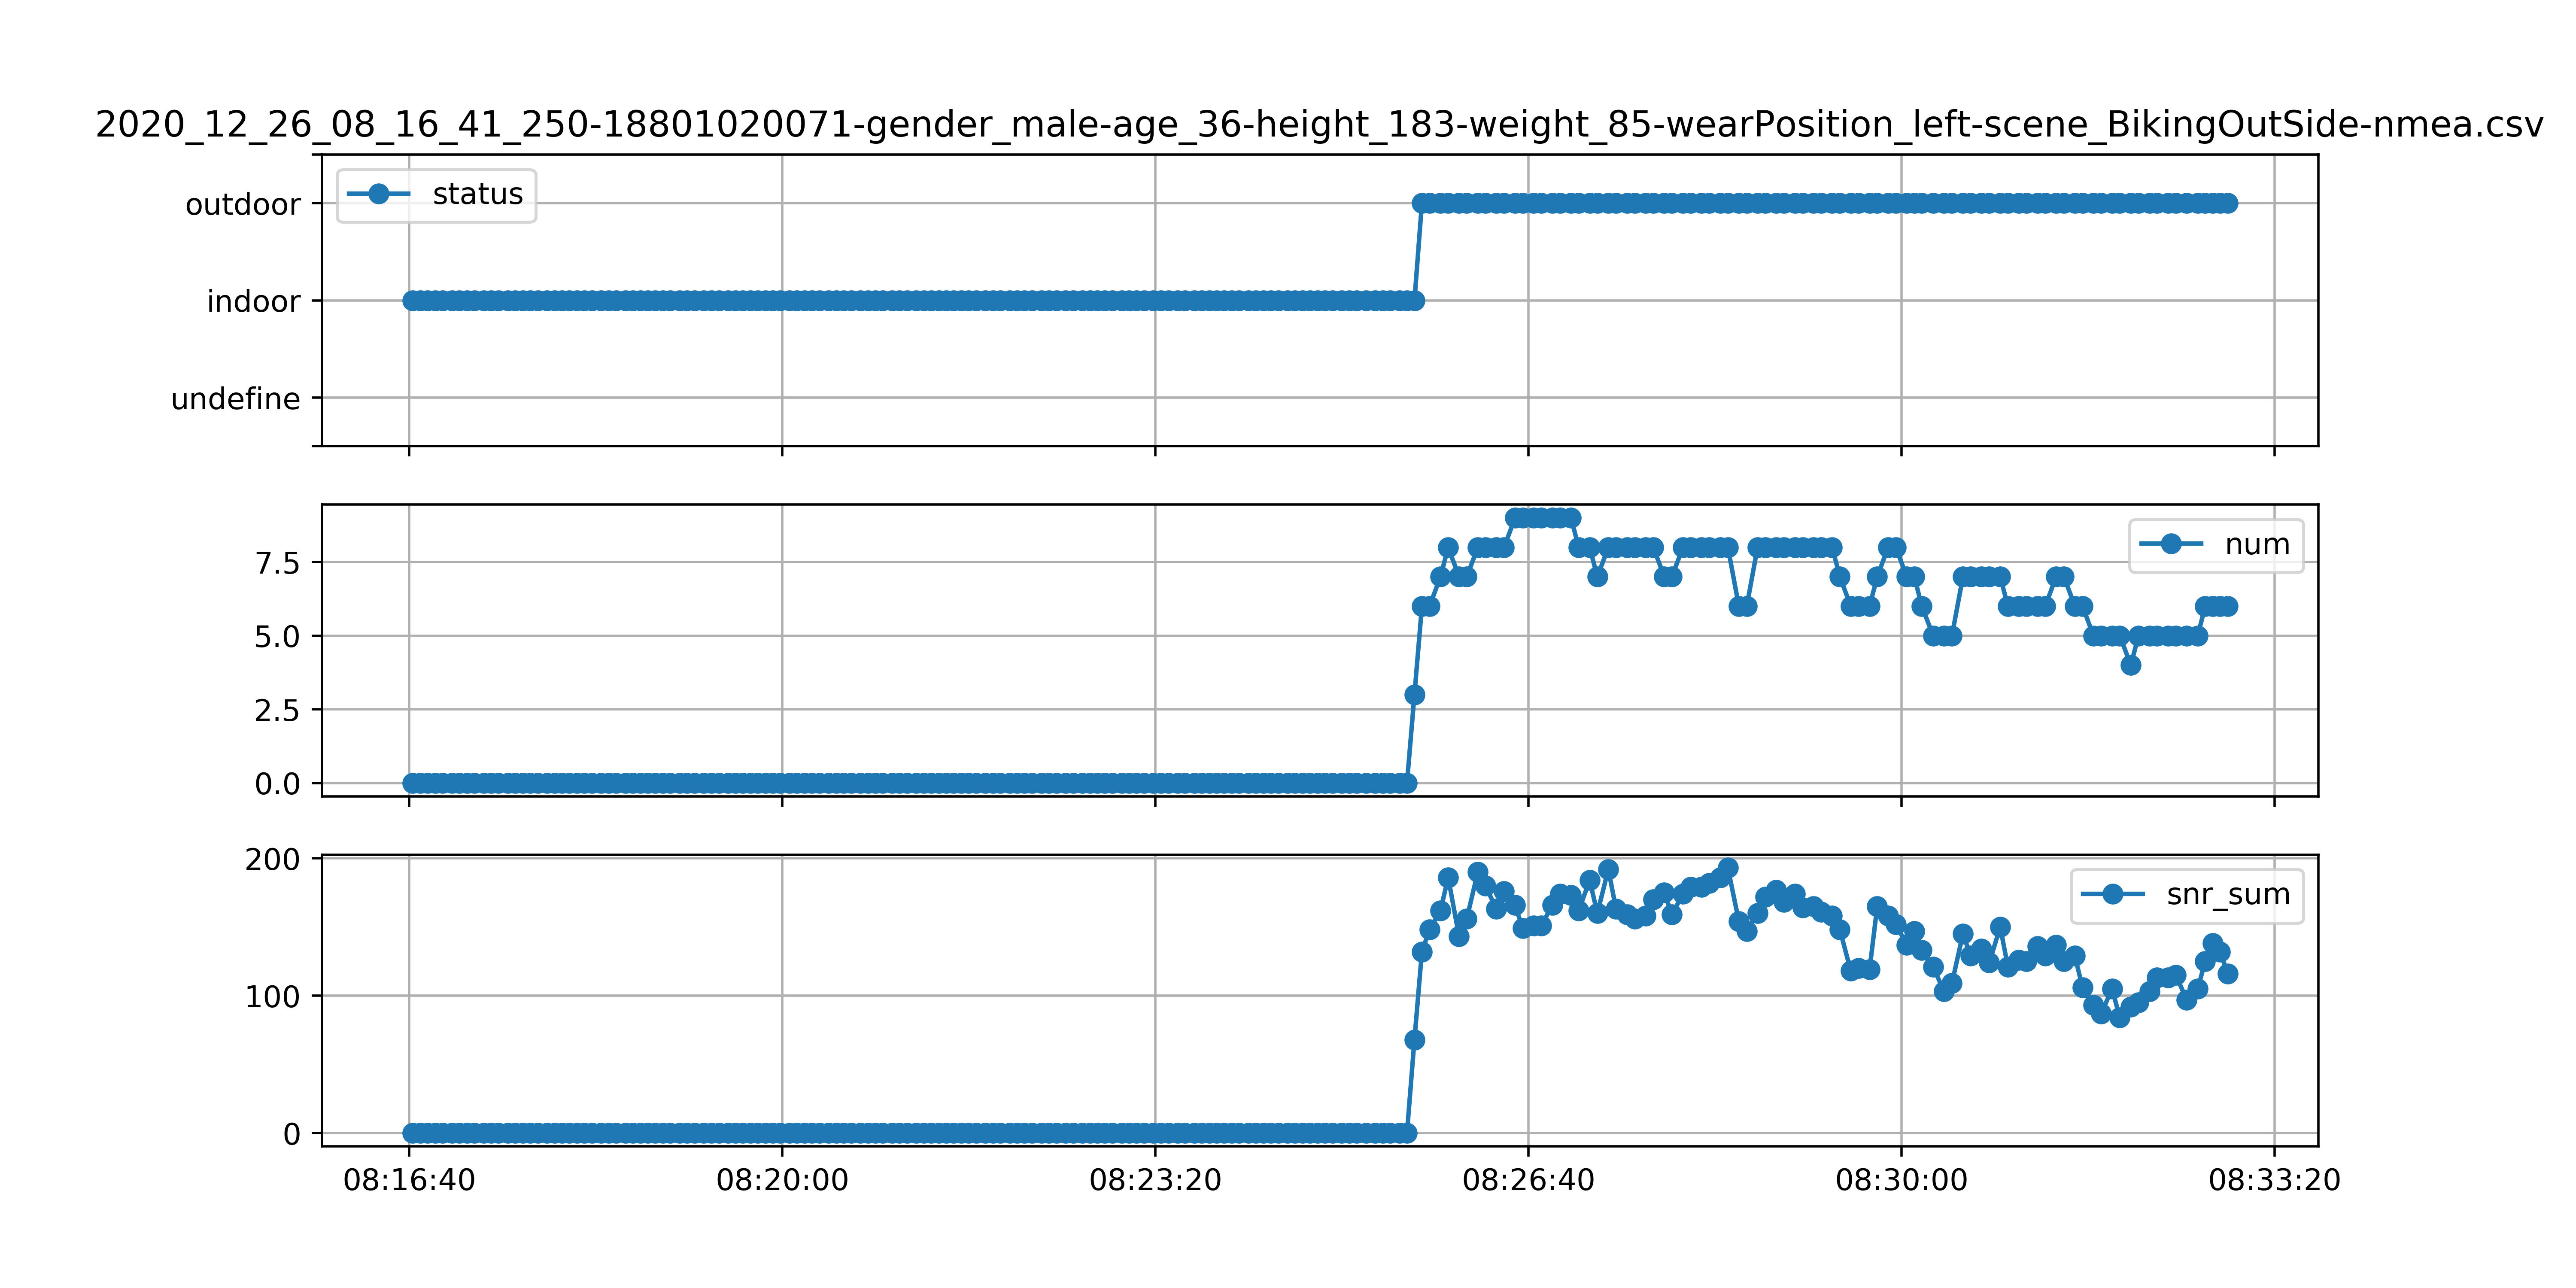 2020_12_26_08_16_41_250-18801020071-gender_male-age_36-height_183-weight_85-wearPosition_left-scene_BikingOutSide-nmea.csv
outdoor
status
indoor
undefine
7.5
num
5.0
2.5
0.0
200
snr_sum
100
0
08:16:40 08:20:00 08:23:20 08:26:40 08:30:00 08:33:20